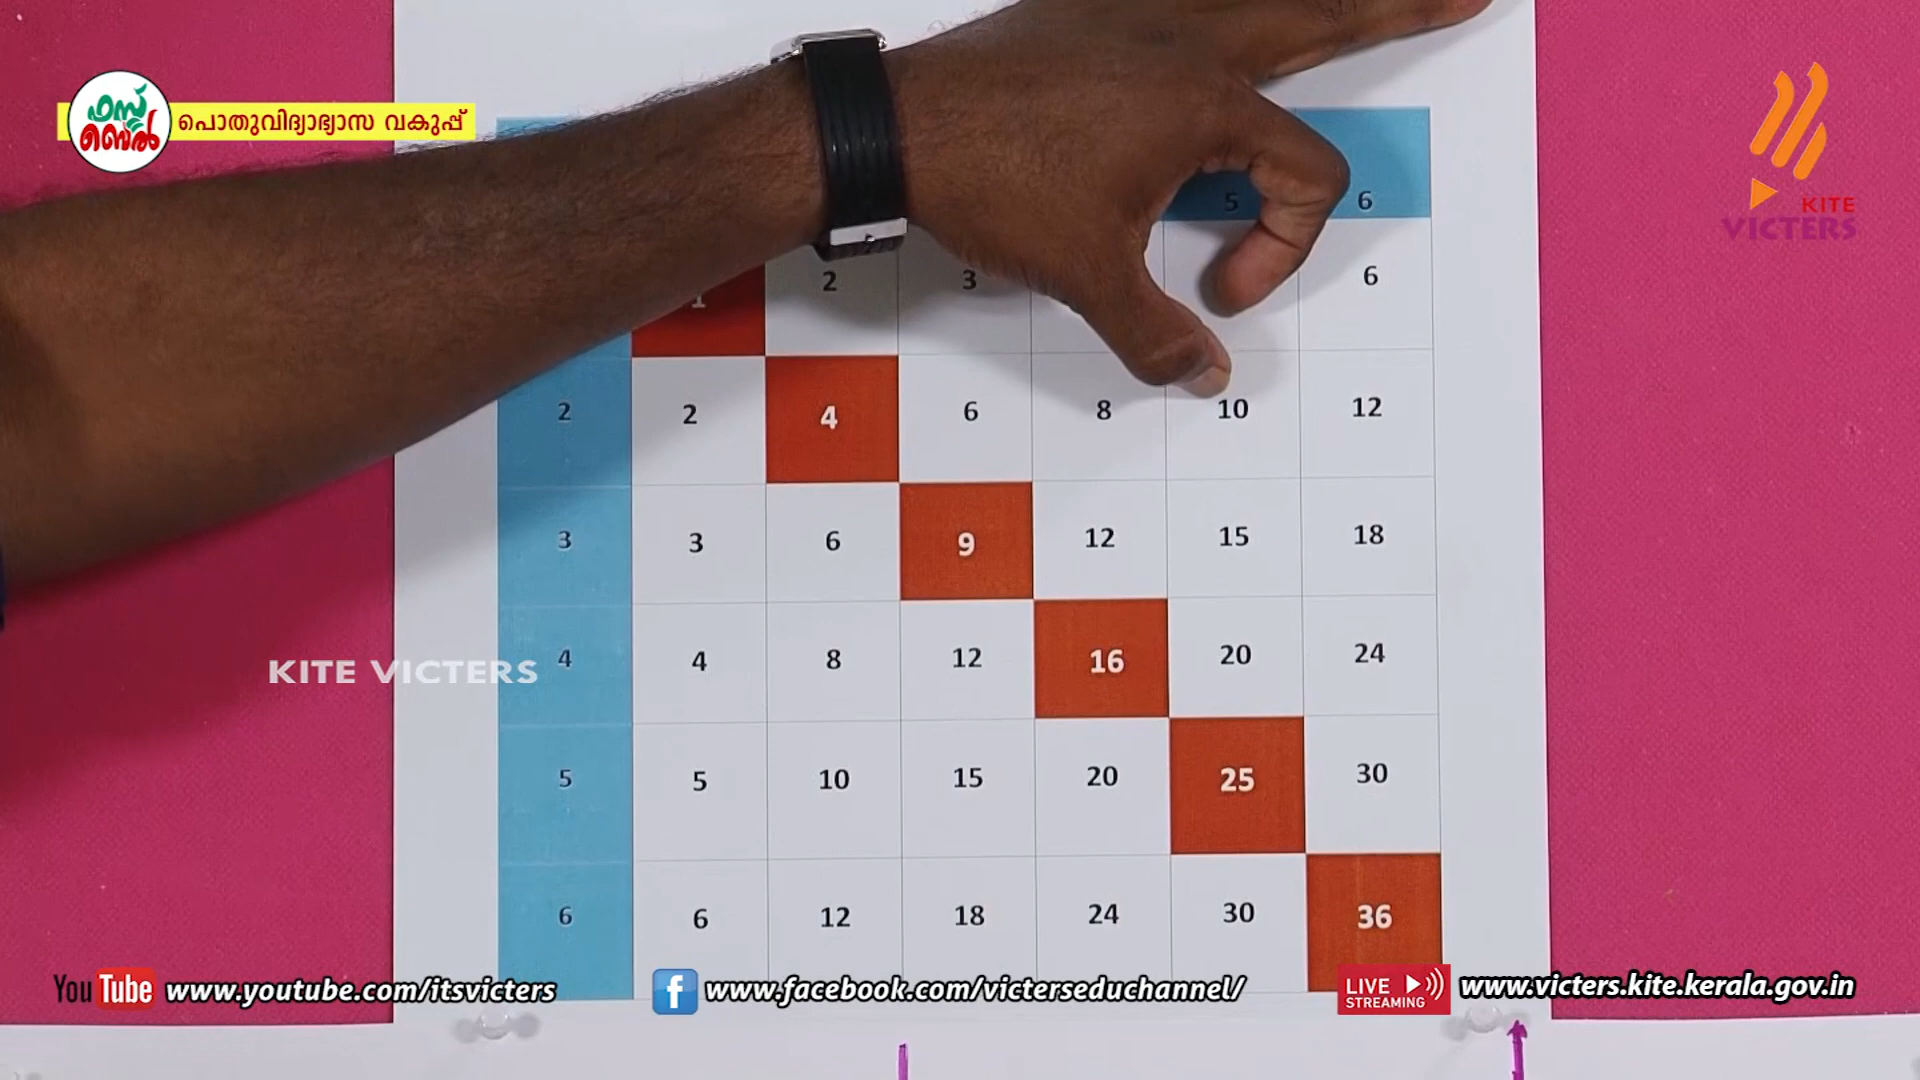 ഫസ്റ്റ്
ബെൽ
പൊതുവിദ്യാഭ്യാസ വകുപ്പ്
KITE
VICTERS
5 6
1 2 3 6
2 2 4 6 8 10 12
3 3 6 9 12 15 18
4 4 8 12 16 20 24
KITE VICTERS
5 5 10 15 20 25 30
6 6 12 18 24 30 36
YouTube www.youtube.com/itsvicters
f www.facebook.com/victerseduchannel/
LIVE
STREAMING
www.victers.kite.kerala.gov.in